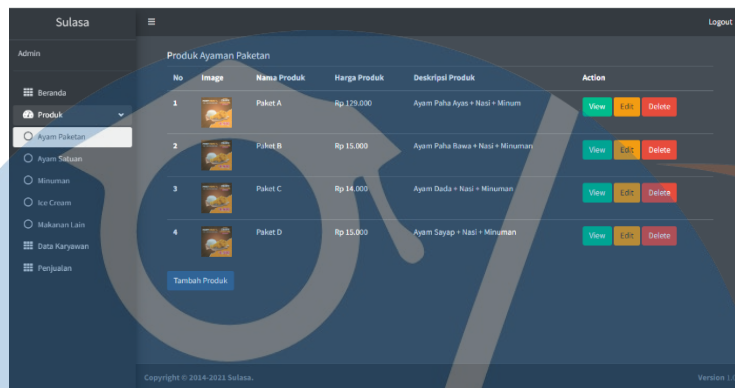 Sulasa
Logout
Admin
Beranda
Produk
Ayam Paketan
Ayam Satuan
Minuman
Ice Cream
Makanan Lain
Data Karyawan
Penjualan
Produk Ayaman Paketan
No Image Nama Produk Harga Produk Deskripsi Produk Action
1 Paket A Rp 129.000 Ayam Paha Ayas + Nasi + Minum View Edit Delete
2 Paket B Rp 15.000 Ayam Paha Bawa + Nasi + Minuman View Edit Delete
3 Paket C Rp 14.000 Ayam Dada + Nasi + Minuman View Edit Delete
4 Paket D Rp 15.000 Ayam Sayap + Nasi + Minuman View Edit Delete
Tambah Produk
Copyright © 2014-2021 Sulasa.
Version